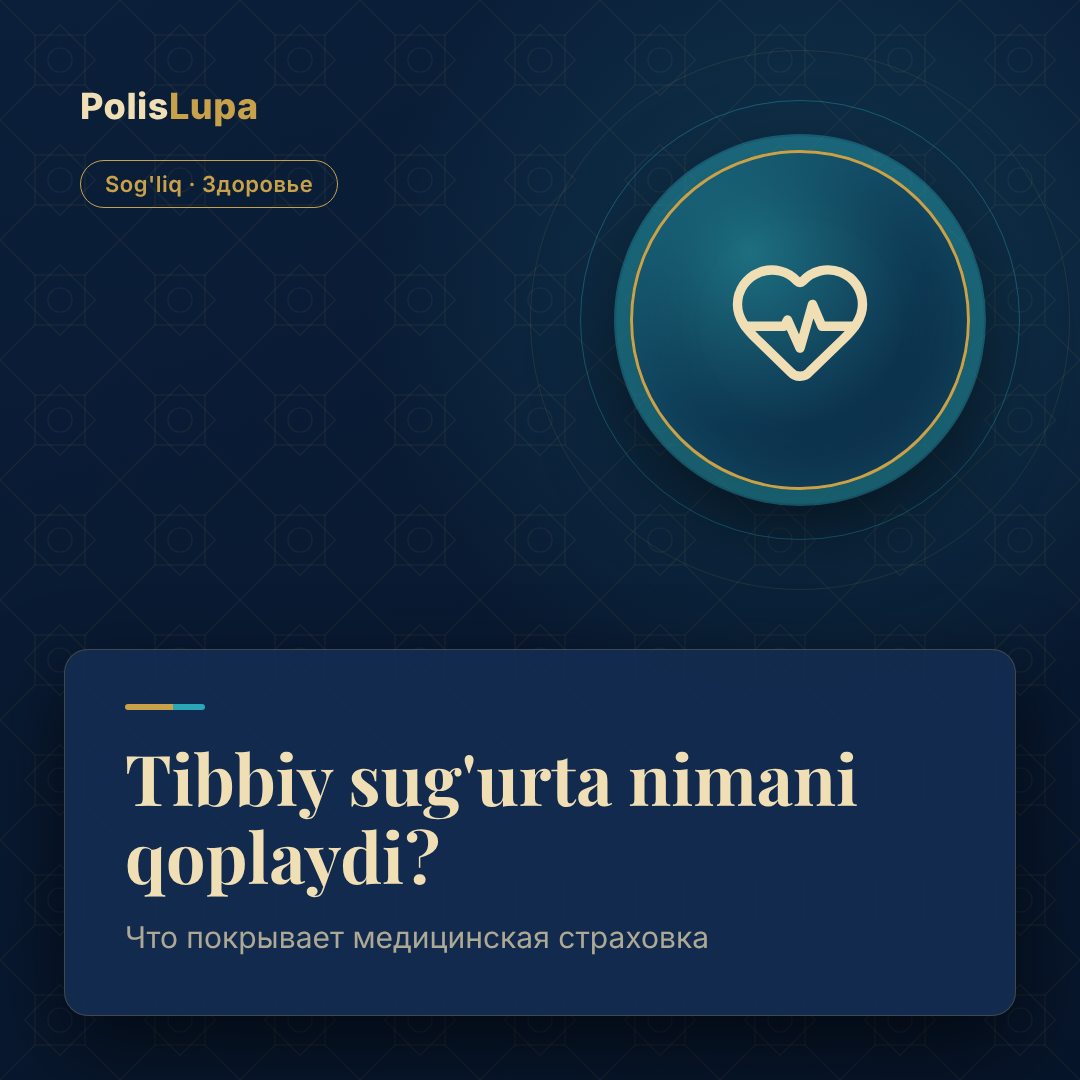 PolisLupa
Sog'liq · Здоровье
Tibbiy sug'urta nimani
qoplaydi?
Что покрывает медицинская страховка